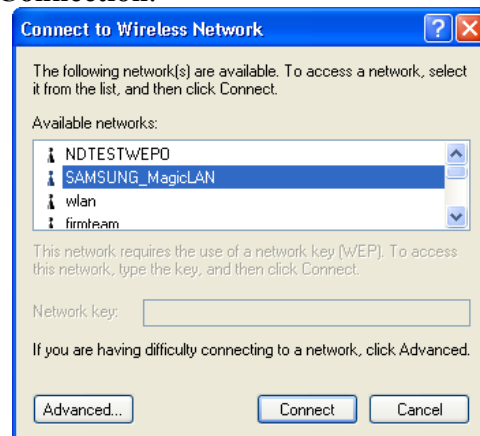 Connect to Wireless Network
The following network(s) are available. To access a network, select
it from the list, and then click Connect.
Available networks:
NDTESTWEP0
SAMSUNG_MagicLAN
wlan
firmteam
This network requires the use of a network key (WEP). To access
this network, type the key, and then click Connect.
Network key:
If you are having difficulty connecting to a network, click Advanced.
Advanced...
Connect
Cancel